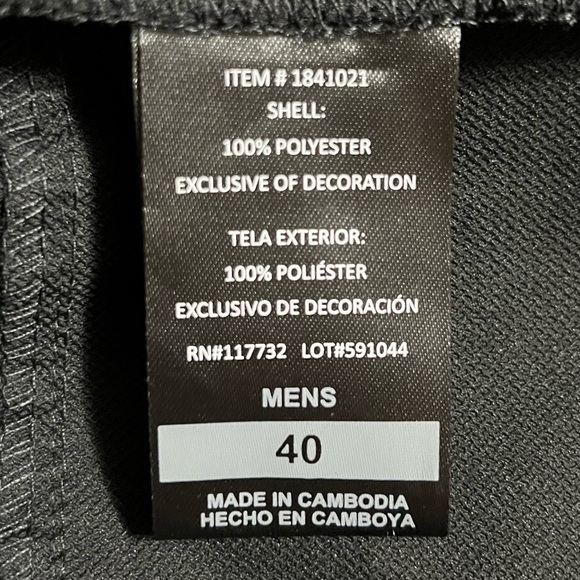 ITEM # 1841021
SHELL:
100% POLYESTER
EXCLUSIVE OF DECORATION
TELA EXTERIOR:
100% POLIÉSTER
EXCLUSIVO DE DECORACIÓN
RN#117732 LOT#591044
MENS
40
MADE IN CAMBODIA
HECHO EN CAMBOYA